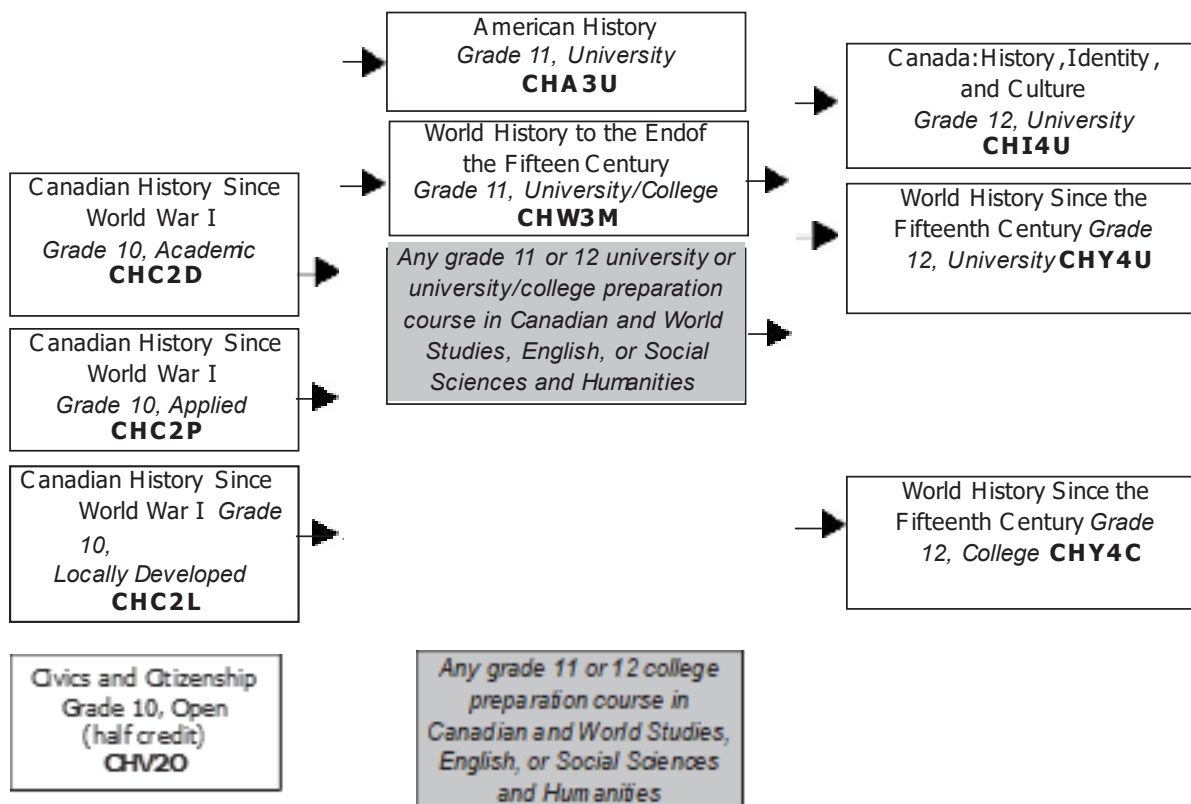 American History
Grade 11, University
CHA3U
World History to the Endof
the Fifteen Century
Grade 11, University/College
CHW3M
Any grade 11 or 12 university or
university/college preparation
course in Canadian and World
Studies, English, or Social
Sciences and Humanities
Canada:History,Identity,
and Culture
Grade 12, University
CHI4U
World History Since the
Fifteenth Century Grade
12, University CHY4U
Canadian History Since
World War I
Grade 10, Academic
CHC2D
Canadian History Since
World War I
Grade 10, Applied
CHC2P
Canadian History Since
World War I Grade
10,
Locally Developed
CHC2L
World History Since the
Fifteenth Century Grade
12, College CHY4C
Civics and Citizenship
Grade 10, Open
(half credit)
CHV2O
Any grade 11 or 12 college
preparation course in
Canadian and World Studies,
English, or Social Sciences
and Humanities